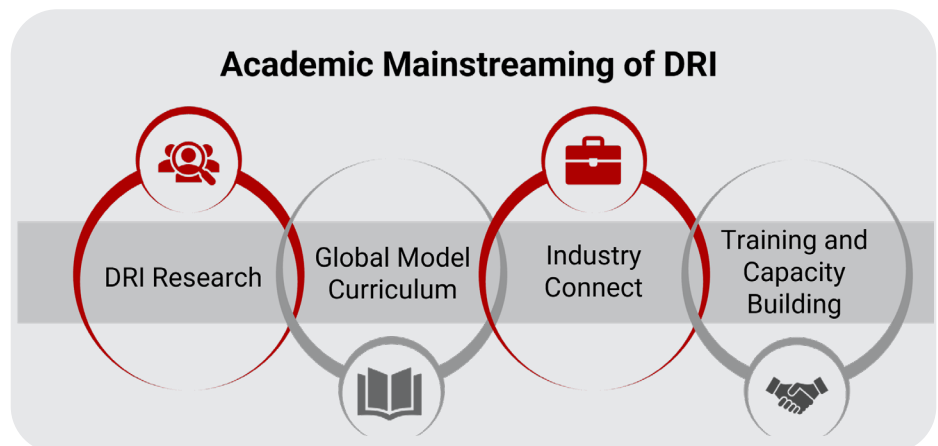 Academic Mainstreaming of DRI
DRI Research
Global Model
Curriculum
Industry
Connect
Training and
Capacity
Building